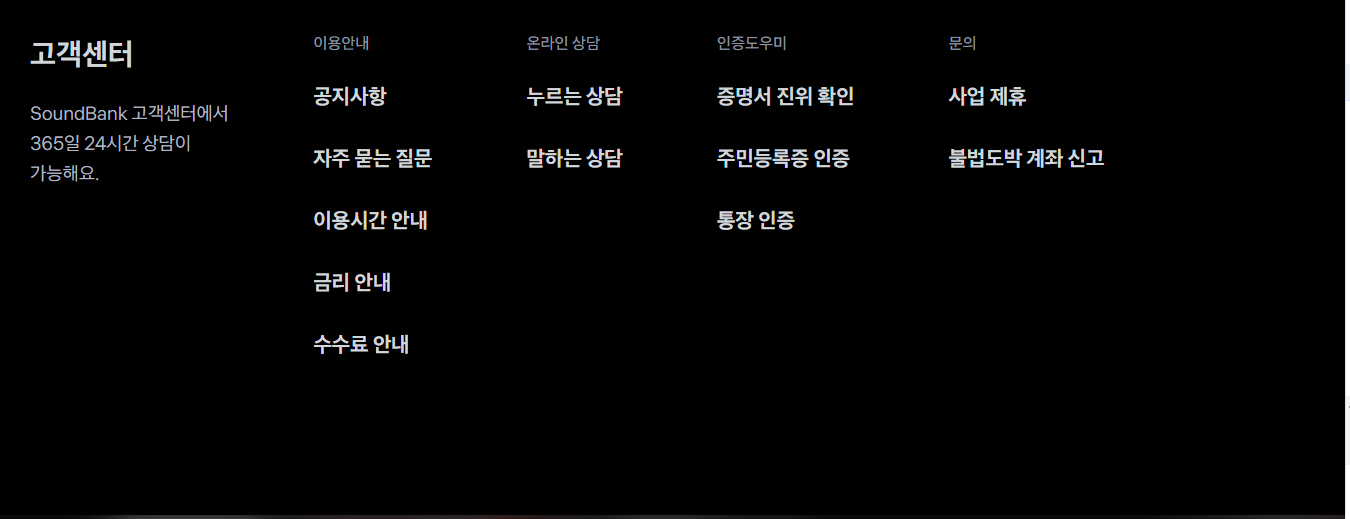 고객센터
SoundBank 고객센터에서
365일 24시간 상담이
가능해요.
이용안내
공지사항
자주 묻는 질문
이용시간 안내
금리 안내
수수료 안내
온라인 상담
누르는 상담
말하는 상담
인증도우미
증명서 진위 확인
주민등록증 인증
통장 인증
문의
사업 제휴
불법도박 계좌 신고